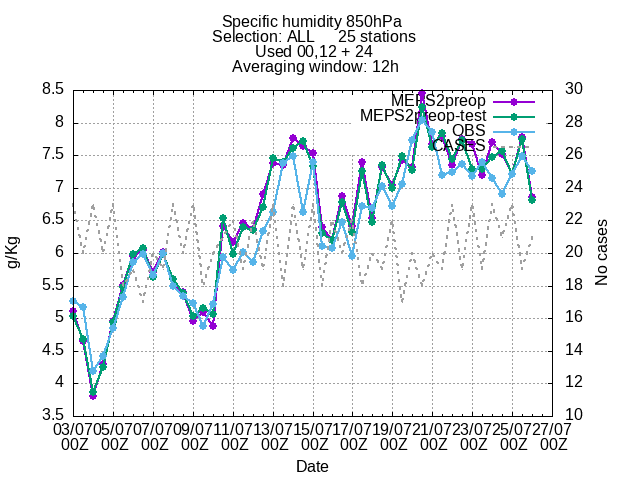 Specific humidity 850hPa
Selection: ALL 25 stations
Used 00,12 + 24
Averaging window: 12h
8.5
8
7.5
7
6.5
6
5.5
5
4.5
4
3.5
g/Kg
30
28
26
24
22
20
18
16
14
12
10
No cases
MEPS2preop
MEPS2preop-test
OBS
CASES
03/07 05/07 07/07 09/07 11/07 13/07 15/07 17/07 19/07 21/07 23/07 25/07 27/07
00Z 00Z 00Z 00Z 00Z 00Z 00Z 00Z 00Z 00Z 00Z 00Z 00Z
Date